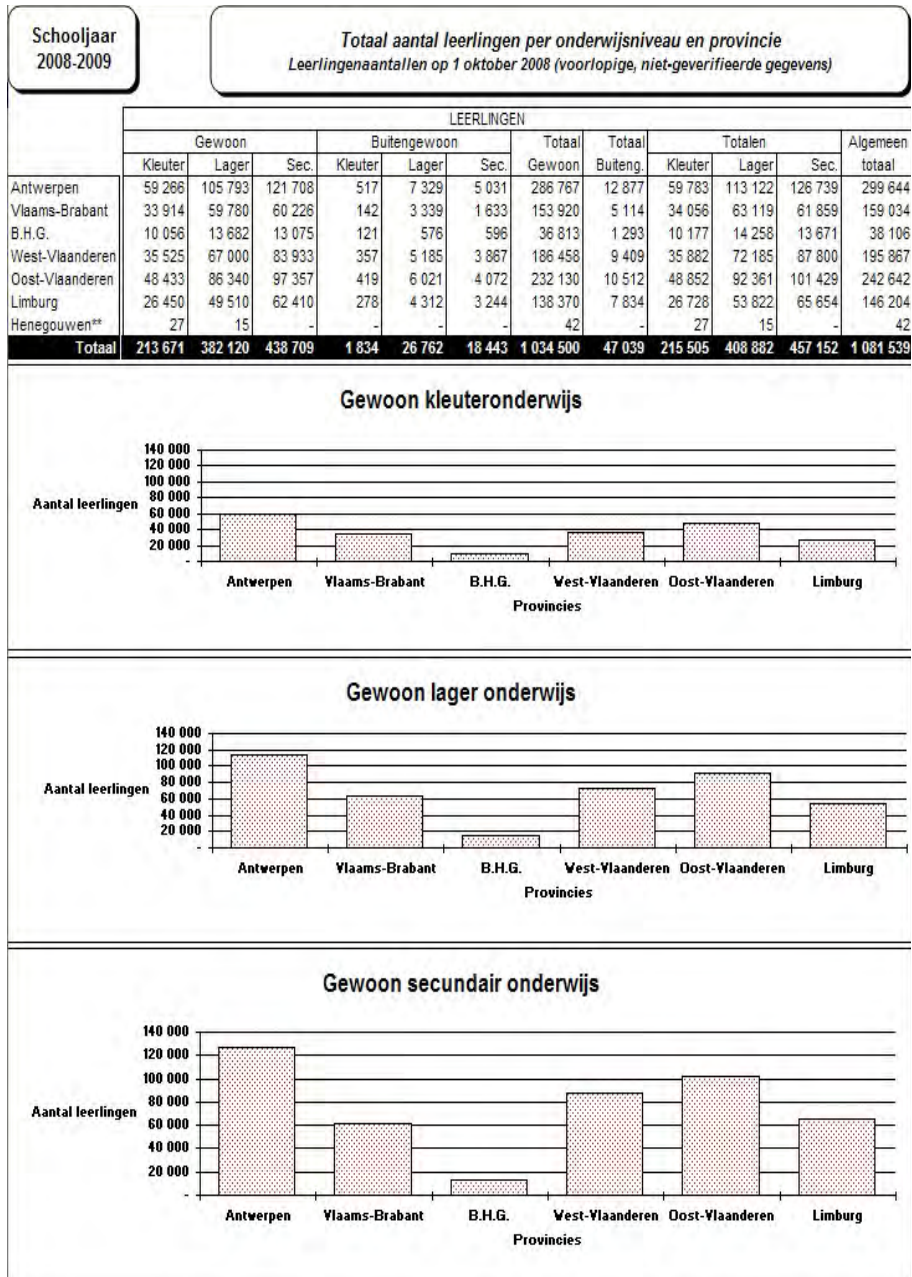 Schooljaar
2008-2009
Totaal aantal leerlingen per onderwijsniveau en provincie
Leerlingenaantallen op 1 oktober 2008 (voorlopige, niet-geverifieerde gegevens)
LEERLINGEN
Gewoon Buitengewoon Totaal Totaal Totalen Algemeen
Kleuter Lager Sec. Kleuter Lager Sec. Gewoon Buiteng. Kleuter Lager Sec. totaal
Antwerpen 59 266 105 793 121 708 517 7 329 5 031 286 767 12 877 59 783 113 122 126 739 299 644
Vlaams-Brabant 33 914 59 780 60 226 142 3 339 1 633 153 920 5 114 34 056 63 119 61 859 159 034
B.H.G. 10 056 13 682 13 075 121 576 596 36 813 1 293 10 177 14 258 13 671 38 106
West-Vlaanderen 35 525 67 000 83 933 357 5 185 3 867 186 458 9 409 35 882 72 185 87 800 195 867
Oost-Vlaanderen 48 433 86 340 97 357 419 6 021 4 072 232 130 10 512 48 852 92 361 101 429 242 642
Limburg 26 450 49 510 62 410 278 4 312 3 244 138 370 7 834 26 728 53 822 65 654 146 204
Henegouwen** 27 15 - - - - 42 - 27 15 - 42
Totaal 213 671 382 120 438 709 1 834 26 762 18 443 1 034 500 47 039 215 505 408 882 457 152 1 081 539
Gewoon kleuteronderwijs
140 000
120 000
100 000
80 000
Aantal leerlingen
60 000
40 000
20 000
-
Antwerpen Vlaams-Brabant B.H.G. West-Vlaanderen Oost-Vlaanderen Limburg
Provincies
Gewoon lager onderwijs
140 000
120 000
100 000
80 000
Aantal leerlingen
60 000
40 000
20 000
-
Antwerpen Vlaams-Brabant B.H.G. West-Vlaanderen Oost-Vlaanderen Limburg
Provincies
Gewoon secundair onderwijs
140 000
120 000
100 000
80 000
Aantal leerlingen
60 000
40 000
20 000
-
Antwerpen Vlaams-Brabant B.H.G. West-Vlaanderen Oost-Vlaanderen Limburg
Provincies